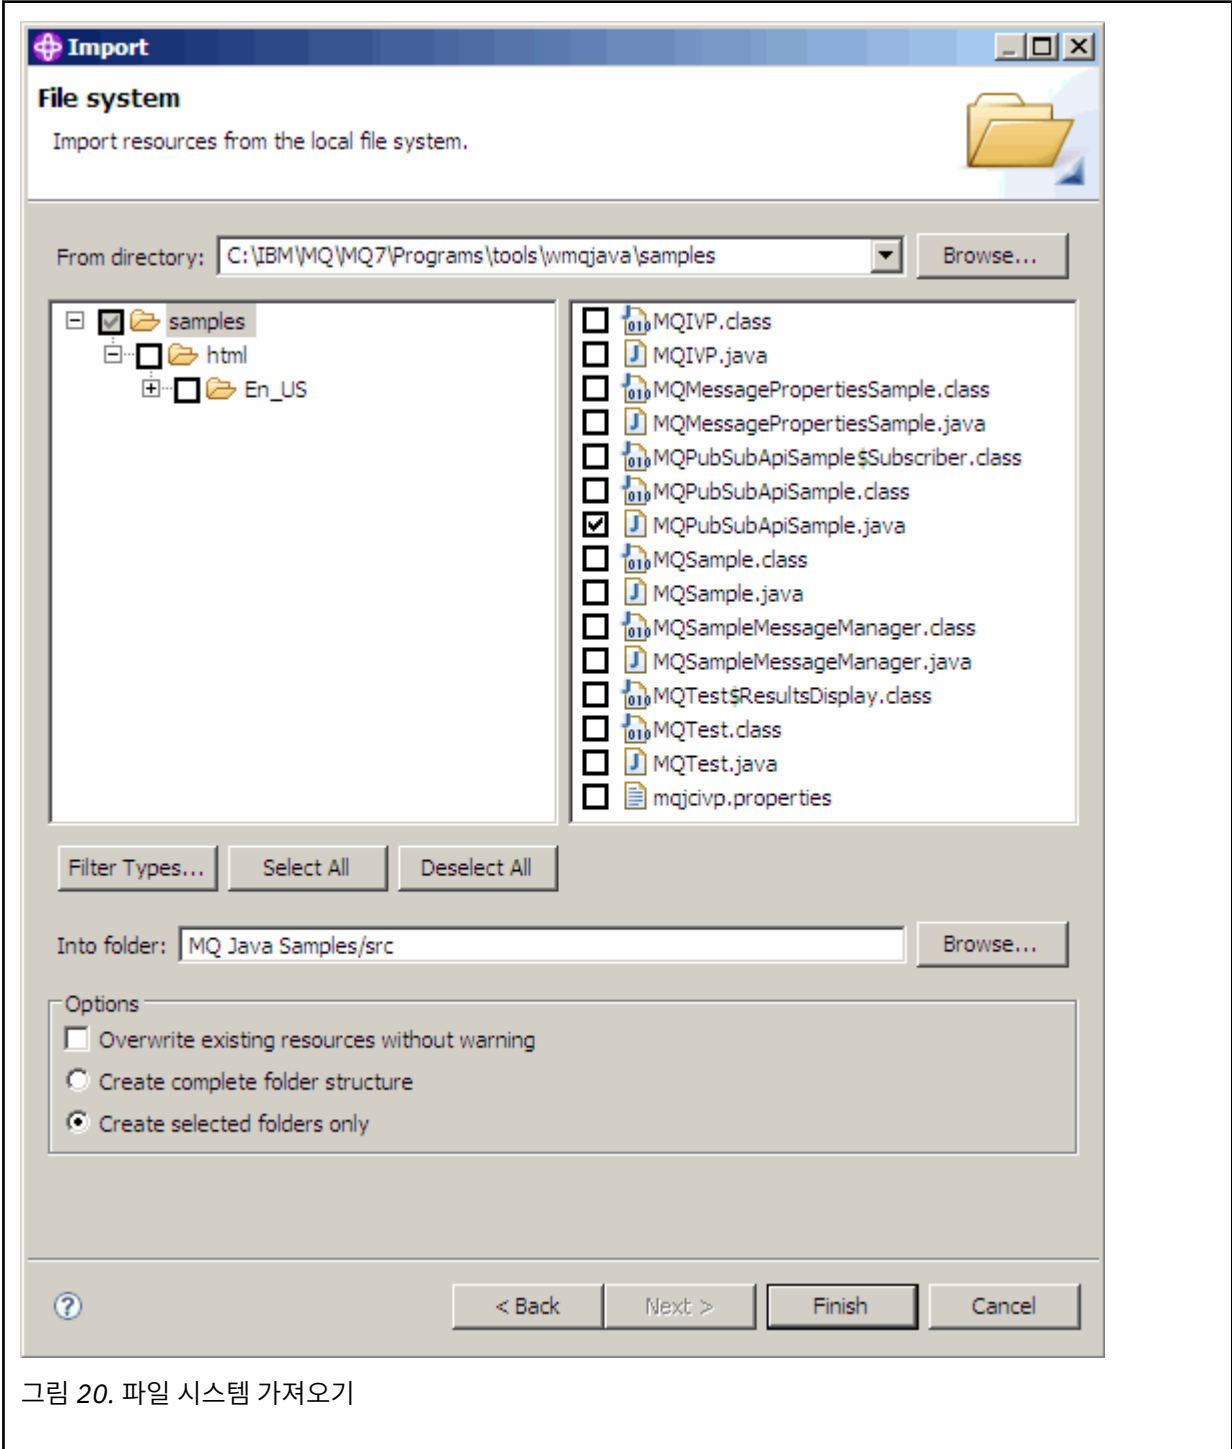 Import
File system
Import resources from the local file system.
From directory: C:\IBM\MQ\MQ7\Programs\tools\wmqjava\samples Browse...
samples
html
En_US
MQIVP.class
MQIVP.java
MQMessagePropertiesSample.class
MQMessagePropertiesSample.java
MQPubSubApiSample$Subscriber.class
MQPubSubApiSample.class
MQPubSubApiSample.java
MQSample.class
MQSample.java
MQSampleMessageManager.class
MQSampleMessageManager.java
MQTest$ResultsDisplay.class
MQTest.class
MQTest.java
mqjcivp.properties
Filter Types... Select All Deselect All
Into folder: MQ Java Samples/src Browse...
Options
Overwrite existing resources without warning
Create complete folder structure
Create selected folders only
? < Back Next > Finish Cancel
그림 20. 파일 시스템 가져오기